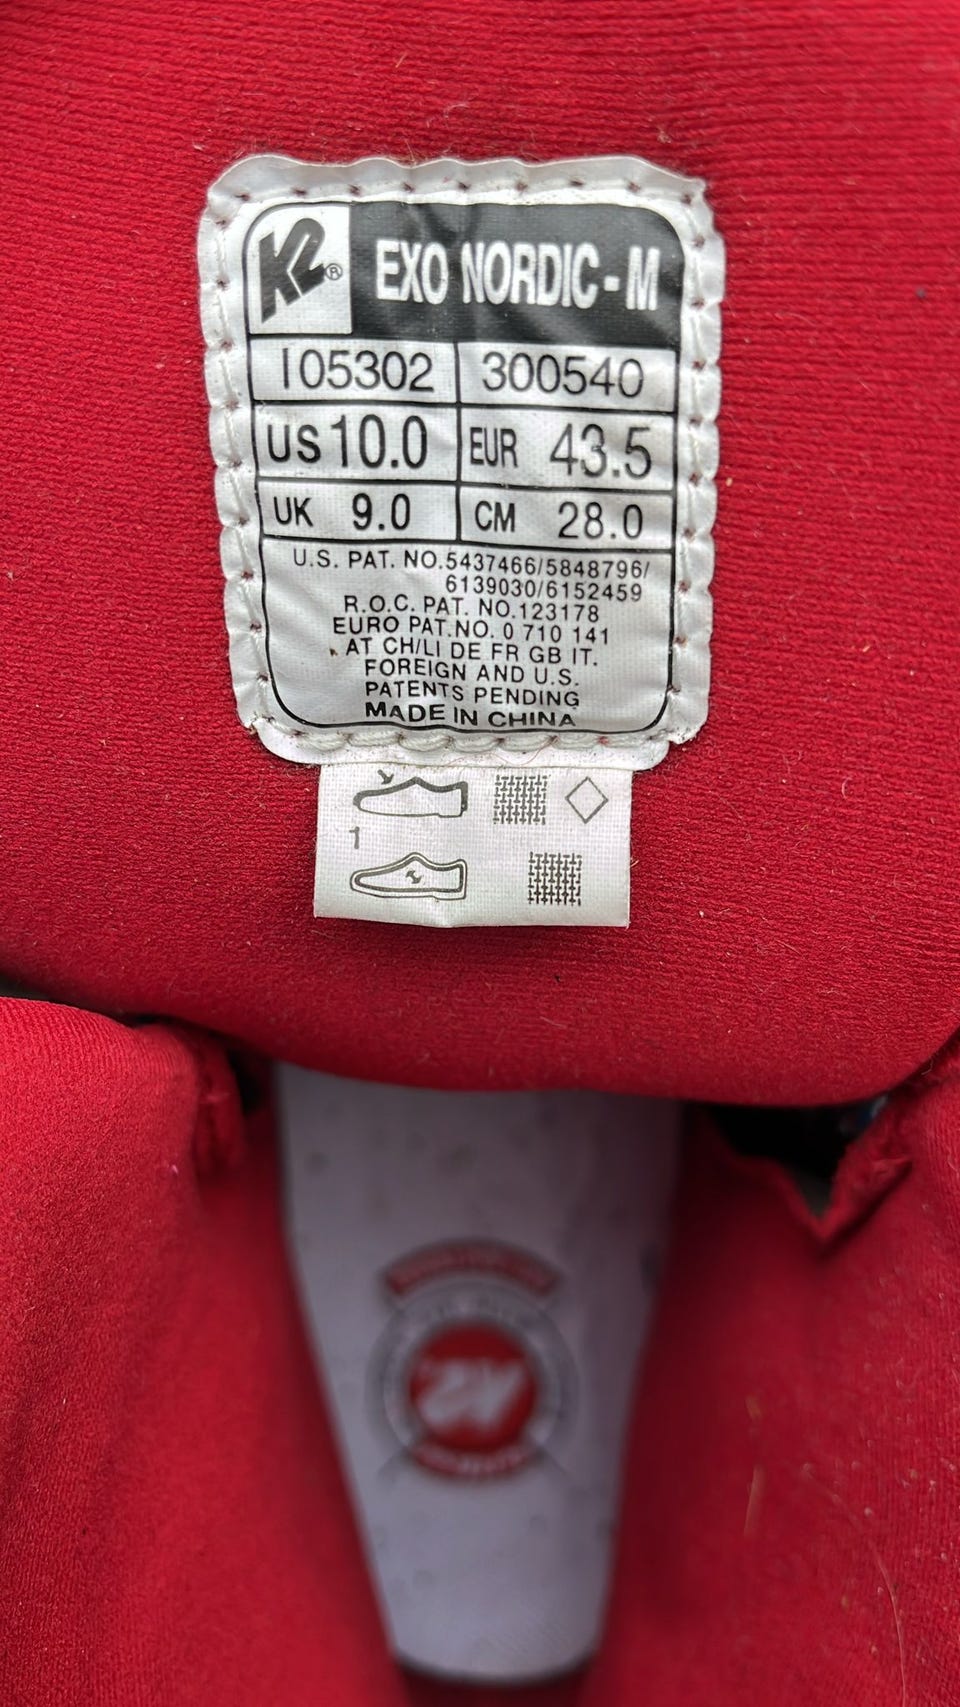 K2® EXO NORDIC - M
105302 300540
US 10.0 EUR 43.5
UK 9.0 CM 28.0
U.S. PAT. NO.5437466/5848796/
6139030/6152459
R.O.C. PAT. NO.123178
EURO PAT.NO. 0 710 141
AT CH/LI DE FR GB IT.
FOREIGN AND U.S.
PATENTS PENDING
MADE IN CHINA
1
K2